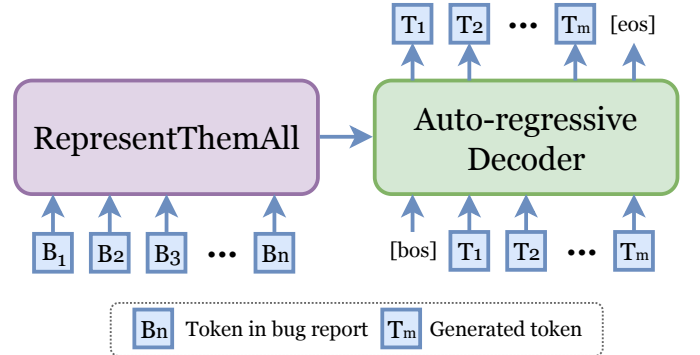 T1 T2 ••• Tm [eos]
RepresentThemAll
Auto-regressive
Decoder
B1 B2 B3 ••• Bn
[bos] T1 T2 ••• Tm
Bn Token in bug report Tm Generated token